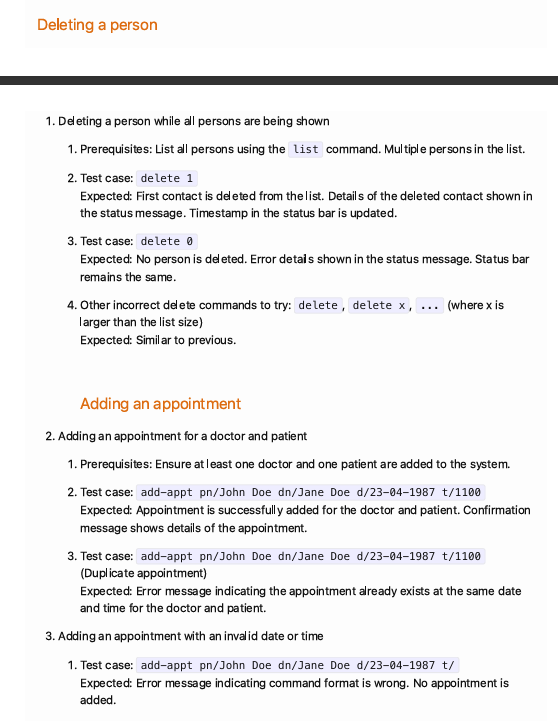 Deleting a person
1. Deleting a person while all persons are being shown
1. Prerequisites: List all persons using the list command. Multiple persons in the list.
2. Test case: delete 1
Expected: First contact is deleted from the list. Details of the deleted contact shown in
the status message. Timestamp in the status bar is updated.
3. Test case: delete 0
Expected: No person is deleted. Error details shown in the status message. Status bar
remains the same.
4. Other incorrect delete commands to try: delete, delete x, ... (where x is
larger than the list size)
Expected: Similar to previous.
Adding an appointment
2. Adding an appointment for a doctor and patient
1. Prerequisites: Ensure at least one doctor and one patient are added to the system.
2. Test case: add-appt pn/John Doe dn/Jane Doe d/23-04-1987 t/1100
Expected: Appointment is successfully added for the doctor and patient. Confirmation
message shows details of the appointment.
3. Test case: add-appt pn/John Doe dn/Jane Doe d/23-04-1987 t/1100
(Duplicate appointment)
Expected: Error message indicating the appointment already exists at the same date
and time for the doctor and patient.
3. Adding an appointment with an invalid date or time
1. Test case: add-appt pn/John Doe dn/Jane Doe d/23-04-1987 t/
Expected: Error message indicating command format is wrong. No appointment is
added.